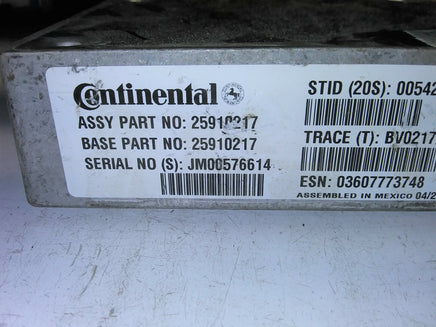 Continental
ASSY PART NO: 25910217
BASE PART NO: 25910217
SERIAL NO (S): JM00576614
STID (20S): 00542
TRACE (T): BV0217
ESN: 03607773748
ASSEMBLED IN MEXICO 04/2